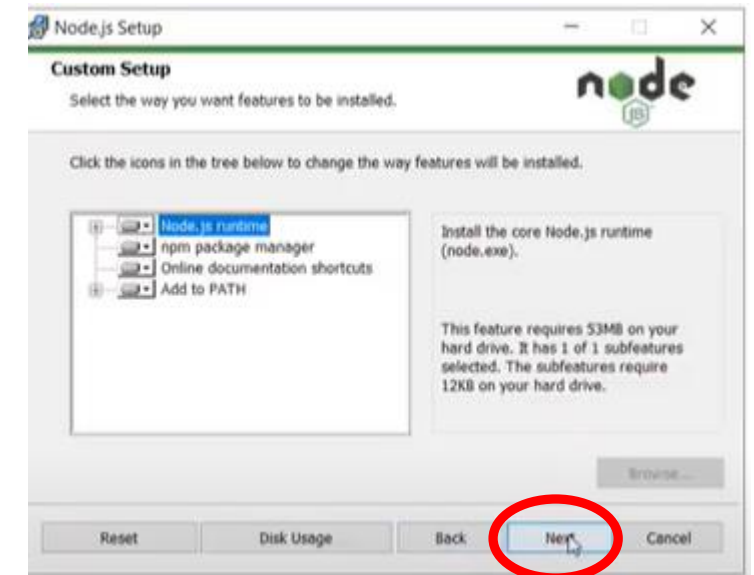 Node.js Setup
Custom Setup
Select the way you want features to be installed.
node
JS
Click the icons in the tree below to change the way features will be installed.
Node.js runtime
npm package manager
Online documentation shortcuts
Add to PATH
Install the core Node.js runtime
(node.exe).
This feature requires 53MB on your
hard drive. It has 1 of 1 subfeatures
selected. The subfeatures require
12KB on your hard drive.
Browse...
Reset
Disk Usage
Back
Next
Cancel